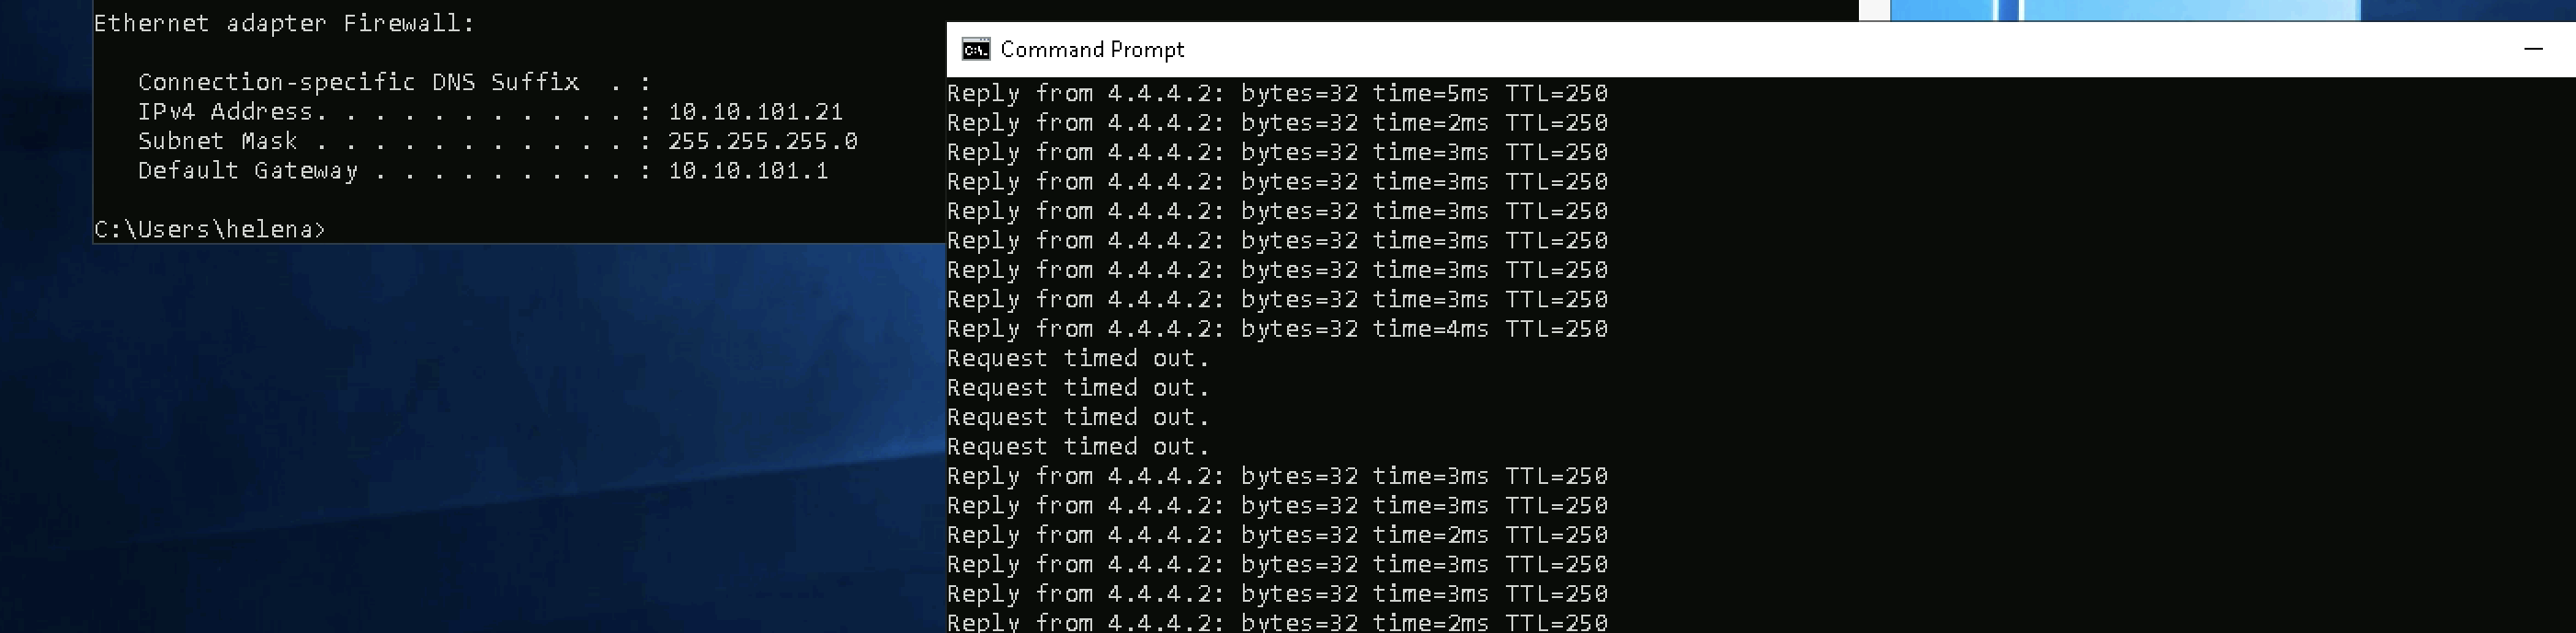 Ethernet adapter Firewall:
Connection-specific DNS Suffix . :
IPv4 Address. . . . . . . . . . . : 10.10.101.21
Subnet Mask . . . . . . . . . . . : 255.255.255.0
Default Gateway . . . . . . . . . : 10.10.101.1
C:\Users\helena>
Command Prompt
Reply from 4.4.4.2: bytes=32 time=5ms TTL=250
Reply from 4.4.4.2: bytes=32 time=2ms TTL=250
Reply from 4.4.4.2: bytes=32 time=3ms TTL=250
Reply from 4.4.4.2: bytes=32 time=3ms TTL=250
Reply from 4.4.4.2: bytes=32 time=3ms TTL=250
Reply from 4.4.4.2: bytes=32 time=3ms TTL=250
Reply from 4.4.4.2: bytes=32 time=3ms TTL=250
Reply from 4.4.4.2: bytes=32 time=3ms TTL=250
Reply from 4.4.4.2: bytes=32 time=4ms TTL=250
Request timed out.
Request timed out.
Request timed out.
Request timed out.
Reply from 4.4.4.2: bytes=32 time=3ms TTL=250
Reply from 4.4.4.2: bytes=32 time=3ms TTL=250
Reply from 4.4.4.2: bytes=32 time=2ms TTL=250
Reply from 4.4.4.2: bytes=32 time=3ms TTL=250
Reply from 4.4.4.2: bytes=32 time=3ms TTL=250
Reply from 4.4.4.2: bytes=32 time=2ms TTL=250